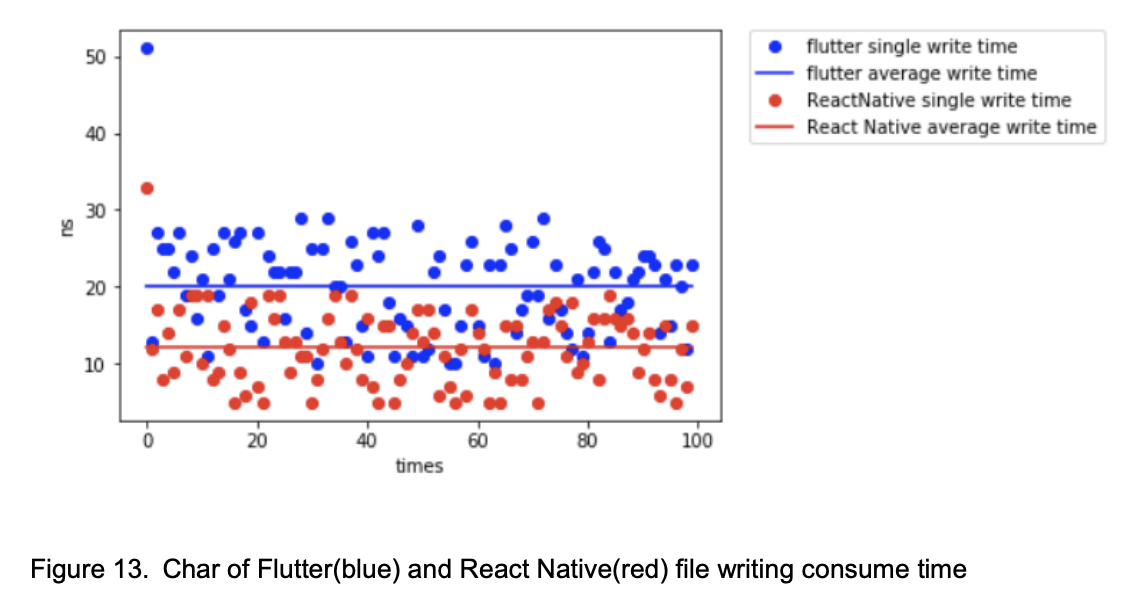 50
40
30
20
10
ns
0
20
40
60
80
100
times
flutter single write time
flutter average write time
ReactNative single write time
React Native average write time
Figure 13. Char of Flutter(blue) and React Native(red) file writing consume time